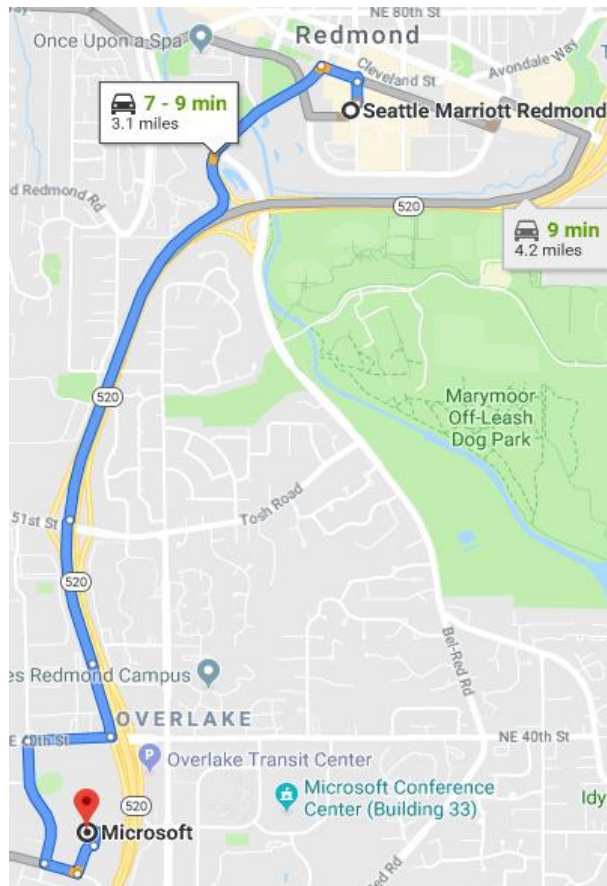 NE 80th St
Once Upon a Spa
Redmond
Cleveland St
Avondale Way
7 - 9 min
3.1 miles
Seattle Marriott Redmond
d Redmond Rd
520
9 min
4.2 miles
520
Marymoor
Off-Leash
Dog Park
51st St
Tosh Road
520
Bel-Red Rd
es Redmond Campus
OVERLAKE
NE 40th St
Overlake Transit Center
Microsoft Conference
Center (Building 33)
Idy
520
Microsoft
Red Rd